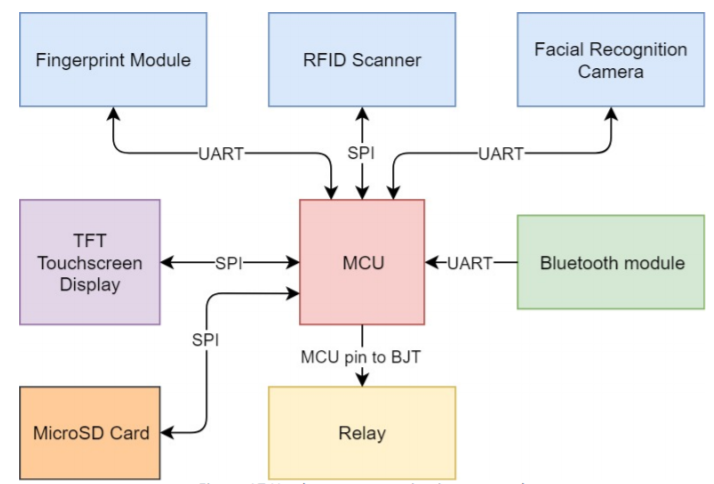 Fingerprint Module
RFID Scanner
Facial Recognition
Camera
UART
SPI
UART
TFT
Touchscreen
Display
SPI
MCU
UART
Bluetooth module
SPI
MCU pin to BJT
MicroSD Card
Relay